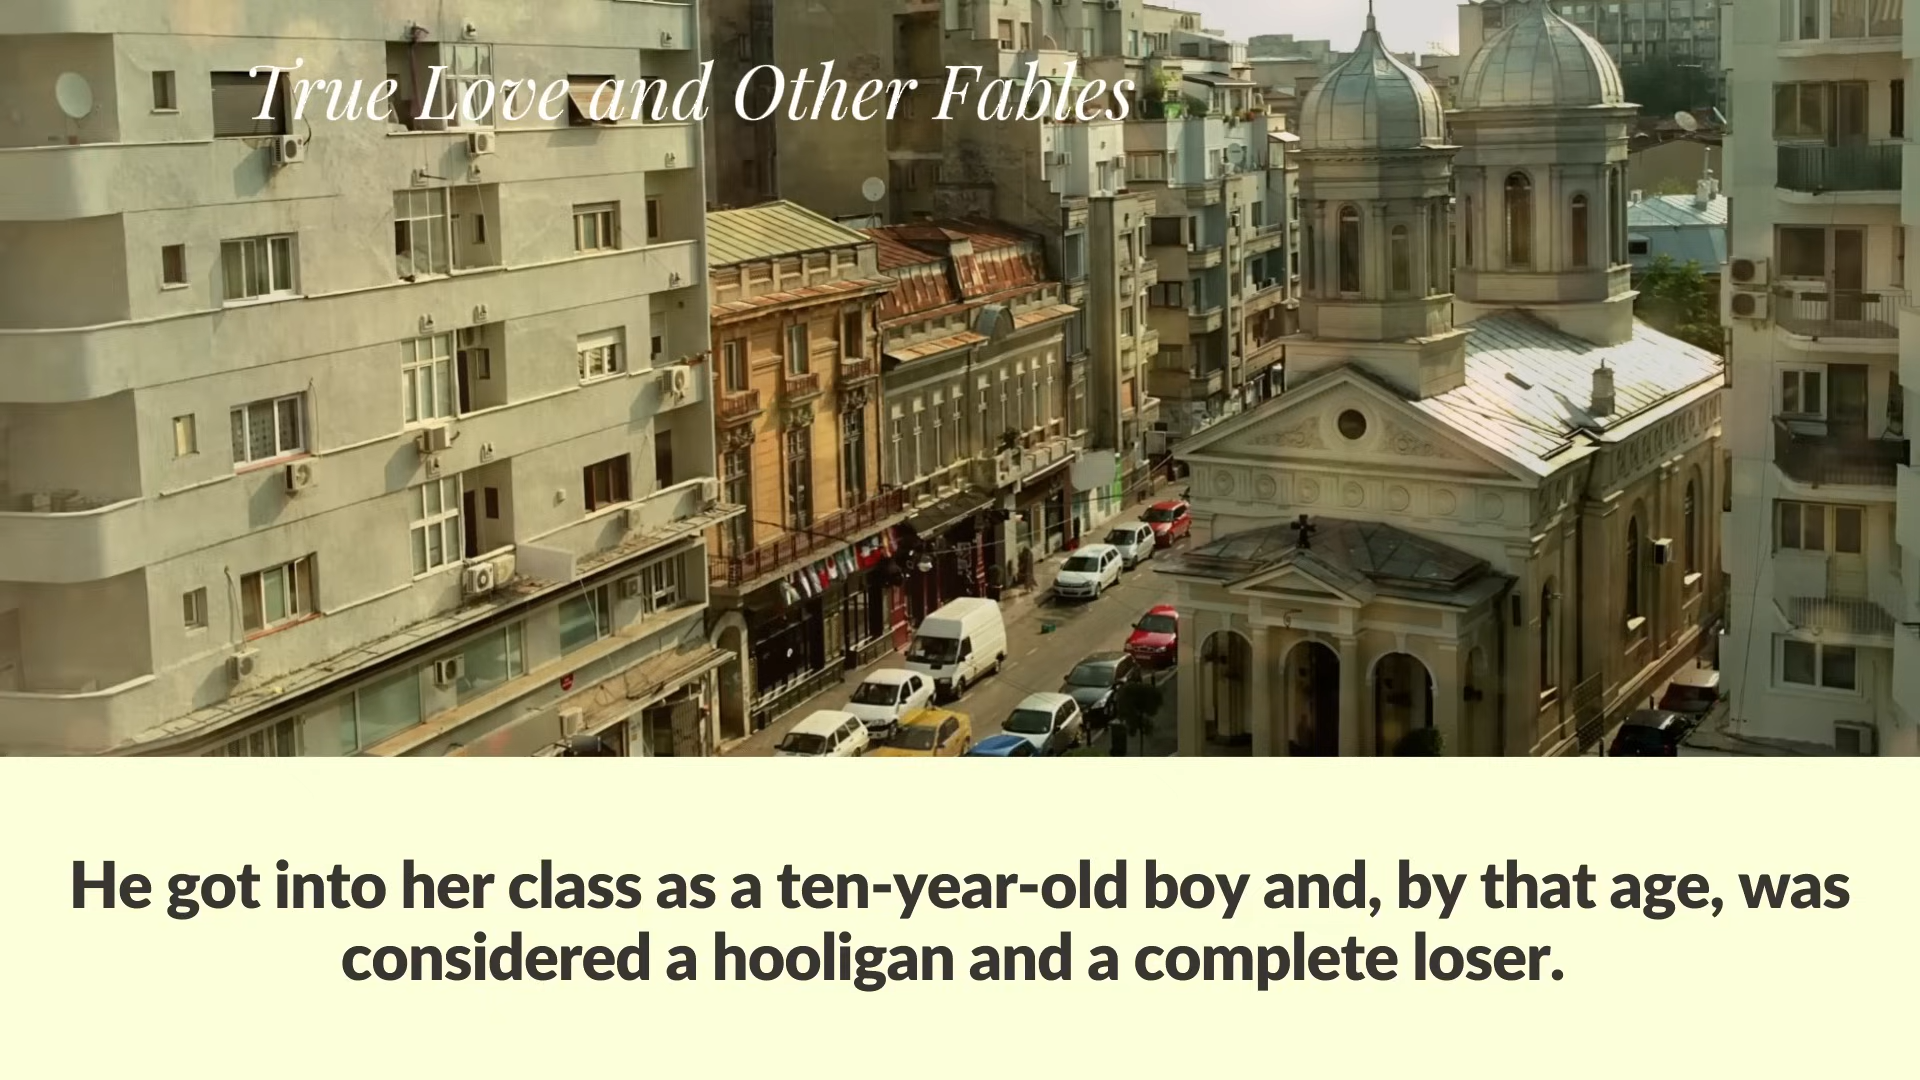 True Love and Other Fables
He got into her class as a ten-year-old boy and, by that age, was
considered a hooligan and a complete loser.